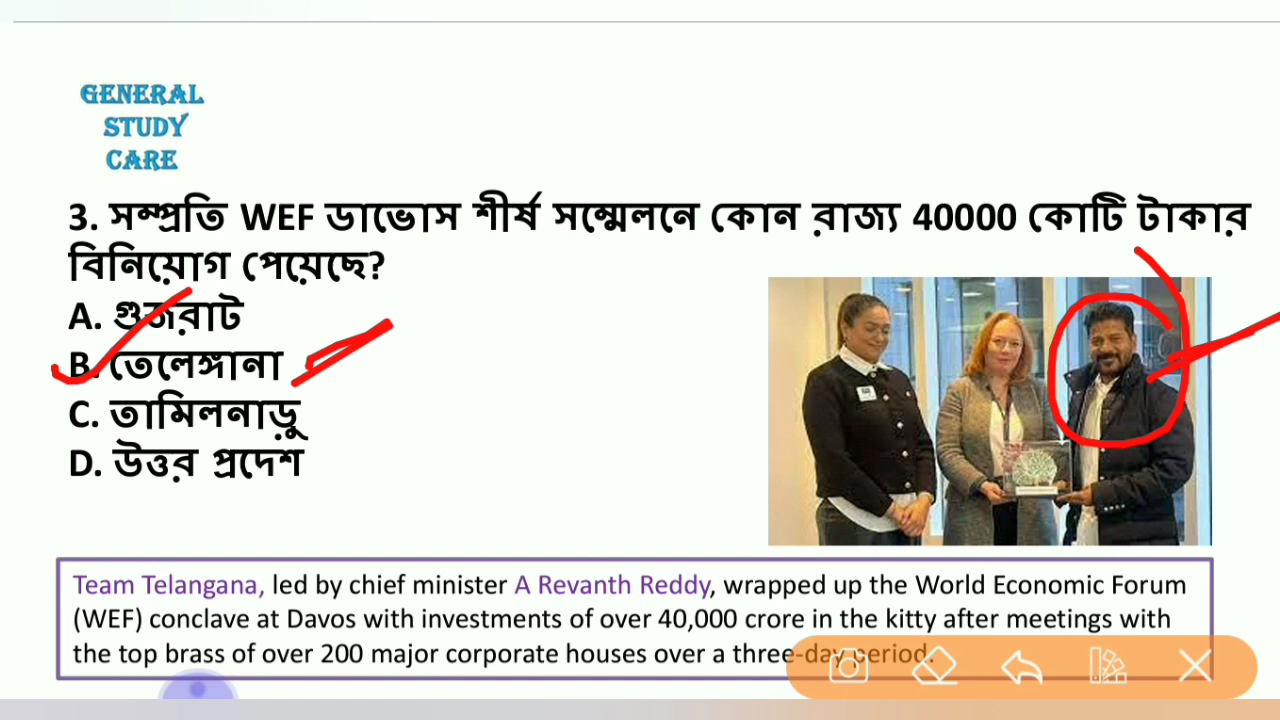 GENERAL
STUDY
CARE
3. সম্প্রতি WEF ডাভোস শীর্ষ সম্মেলনে কোন রাজ্য 40000 কোটি টাকার
বিনিয়োগ পেয়েছে?
A. গুজরাট
B. তেলেঙ্গানা
C. তামিলনাড়ু
D. উত্তর প্রদেশ
Team Telangana, led by chief minister A Revanth Reddy, wrapped up the World Economic Forum
(WEF) conclave at Davos with investments of over 40,000 crore in the kitty after meetings with
the top brass of over 200 major corporate houses over a three-day period.